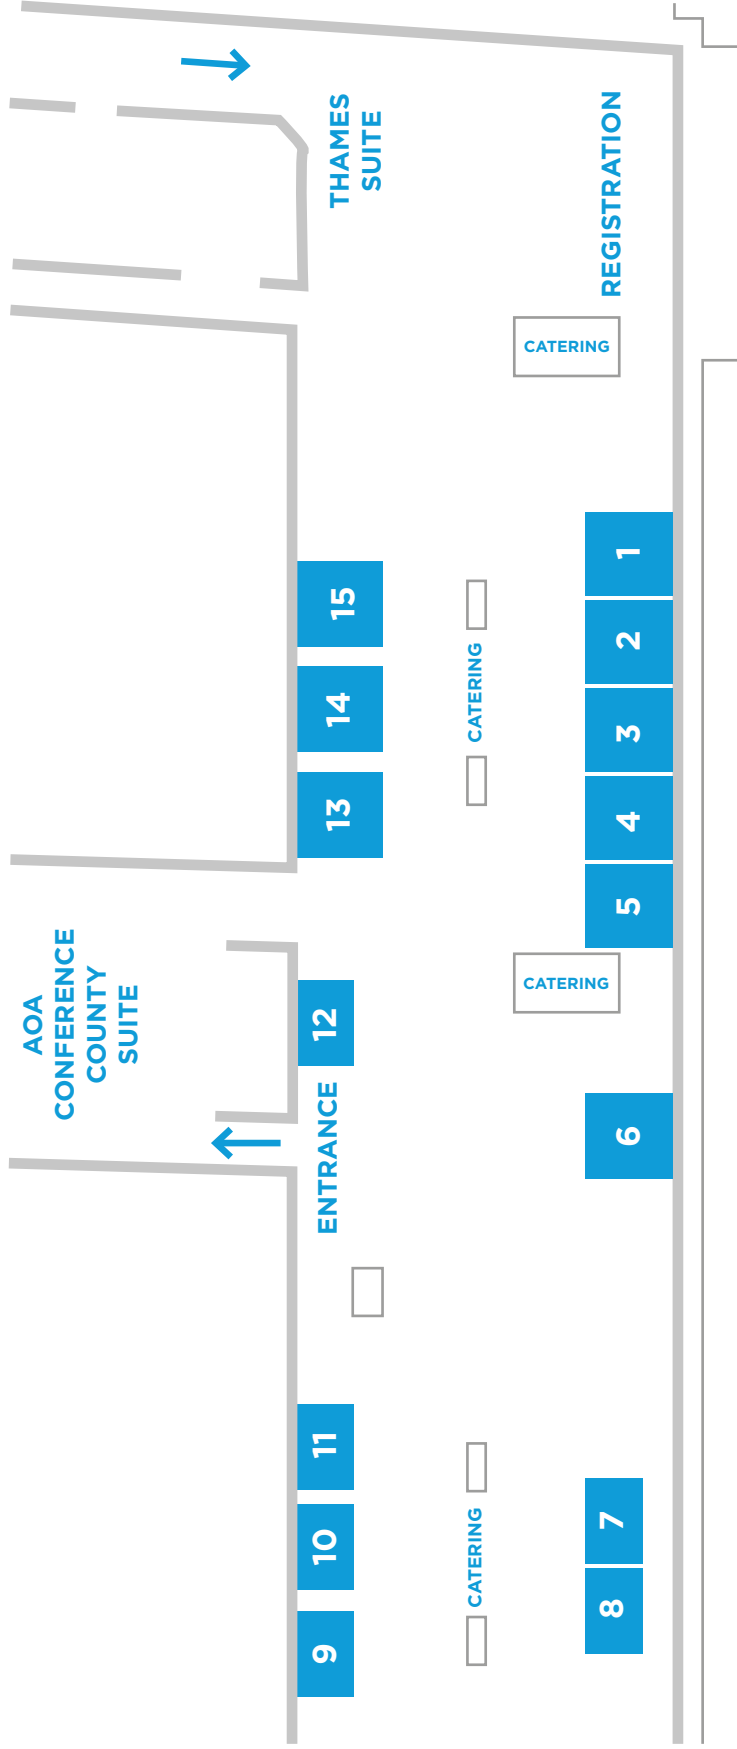 THAMES
SUITE
REGISTRATION
CATERING
1
15
2
CATERING
14
3
13
4
5
AOA
CONFERENCE
COUNTY
SUITE
CATERING
12
ENTRANCE
6
11
7
10
CATERING
8
9